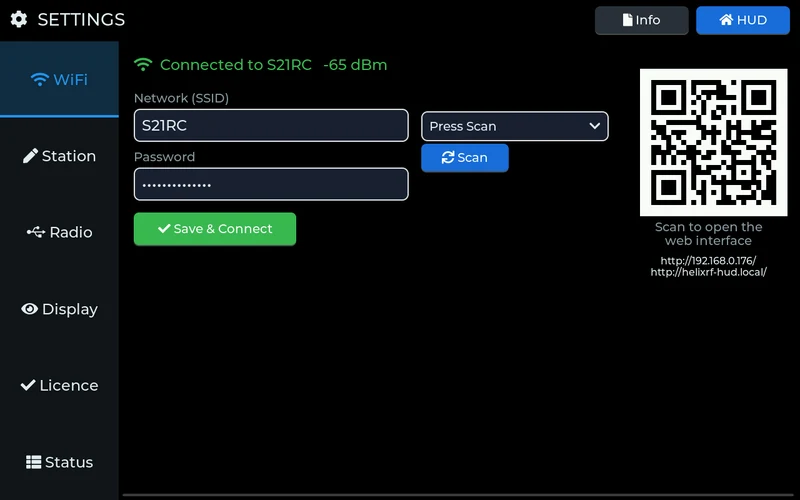 SETTINGS
Info
HUD
WiFi
Connected to S21RC -65 dBm
Network (SSID)
S21RC
Press Scan
Password
••••••••••••••
Scan
Save & Connect
Station
Radio
Display
Licence
Status
Scan to open the
web interface
http://192.168.0.176/
http://helixrf-hud.local/